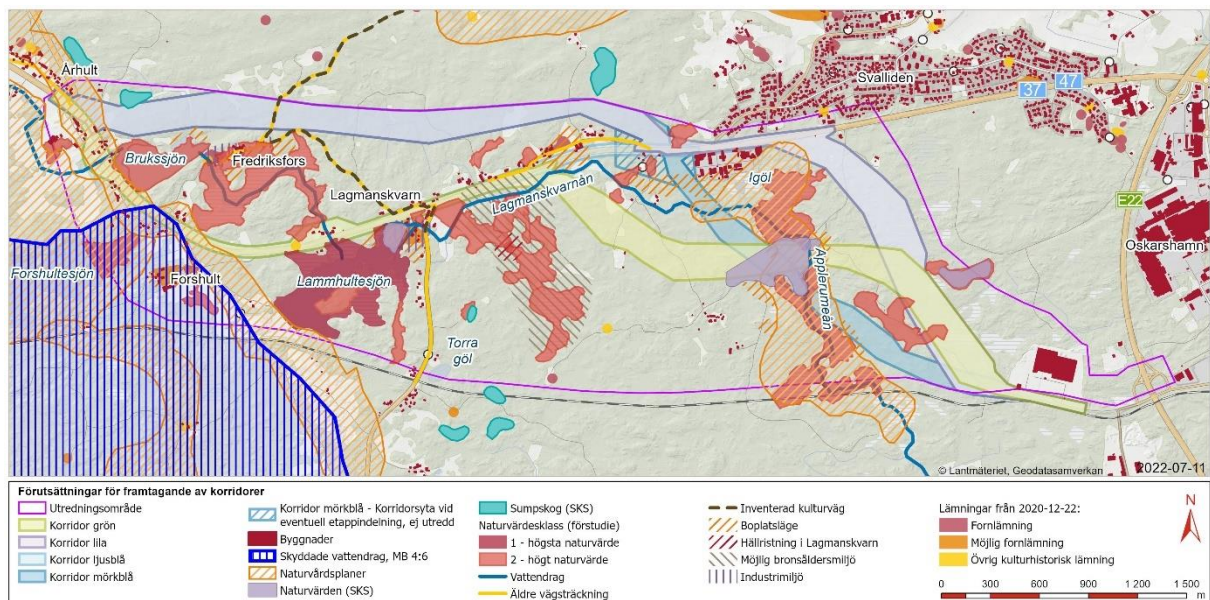 Århult
Svalliden
47
37
Brukssjön
Fredriksfors
Igöl
Lagmanskvarn
Lagmanskvarnån
E22
Oskarshamn
Forshultesjön
Forshult
Lammhultesjön
Äpplerumeån
Torra
göl
© Lantmäteriet, Geodatasamverkan
2022-07-11
Förutsättningar för framtagande av korridorer
Utredningsområde
Korridor grön
Korridor lila
Korridor ljusblå
Korridor mörkblå
Korridor mörkblå - Korridorsyta vid
eventuell etappindelning, ej utredd
Byggnader
Skyddade vattendrag, MB 4:6
Naturvårdsplaner
Naturvärden (SKS)
Sumpskog (SKS)
Naturvärdesklass (förstudie)
1 - högsta naturvärde
2 - högt naturvärde
Vattendrag
Äldre vägsträckning
Inventerad kulturväg
Boplatsläge
Hällristning i Lagmanskvarn
Möjlig bronsåldersmiljö
Industrimiljö
Lämningar från 2020-12-22:
Fornlämning
Möjlig fornlämning
Övrig kulturhistorisk lämning
N
0 300 600 900 1 200 1 500
m